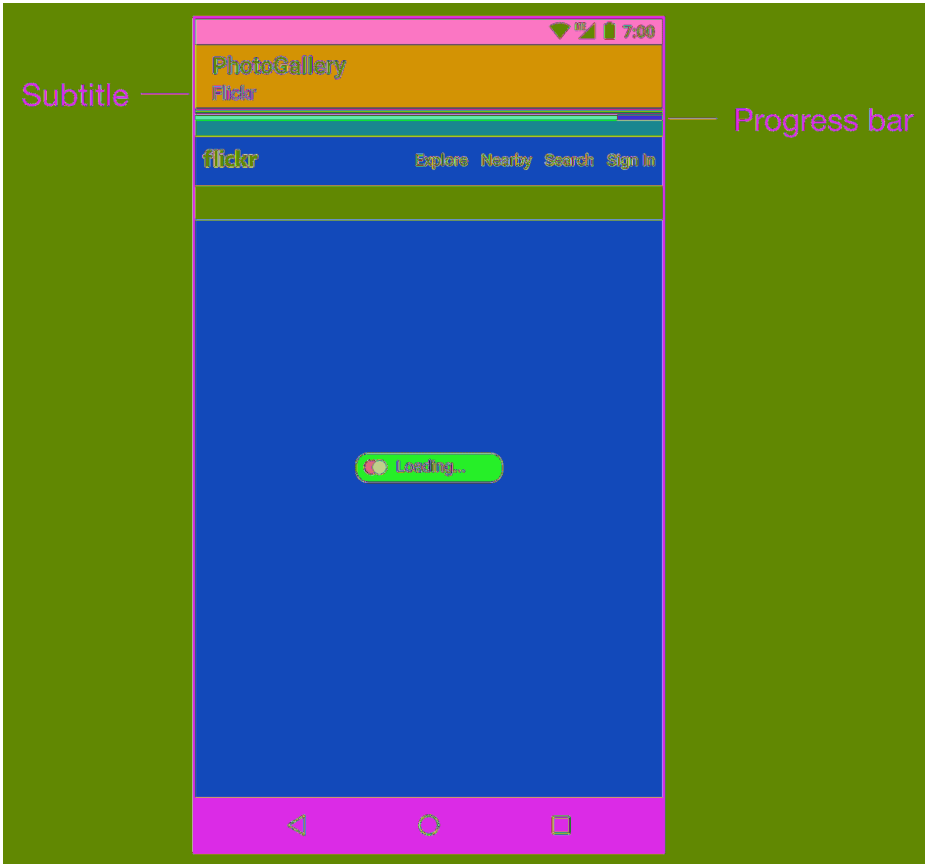 7:00
PhotoGallery
Subtitle
Flickr
Progress bar
flickr Explore Nearby Search Sign In
Loading...